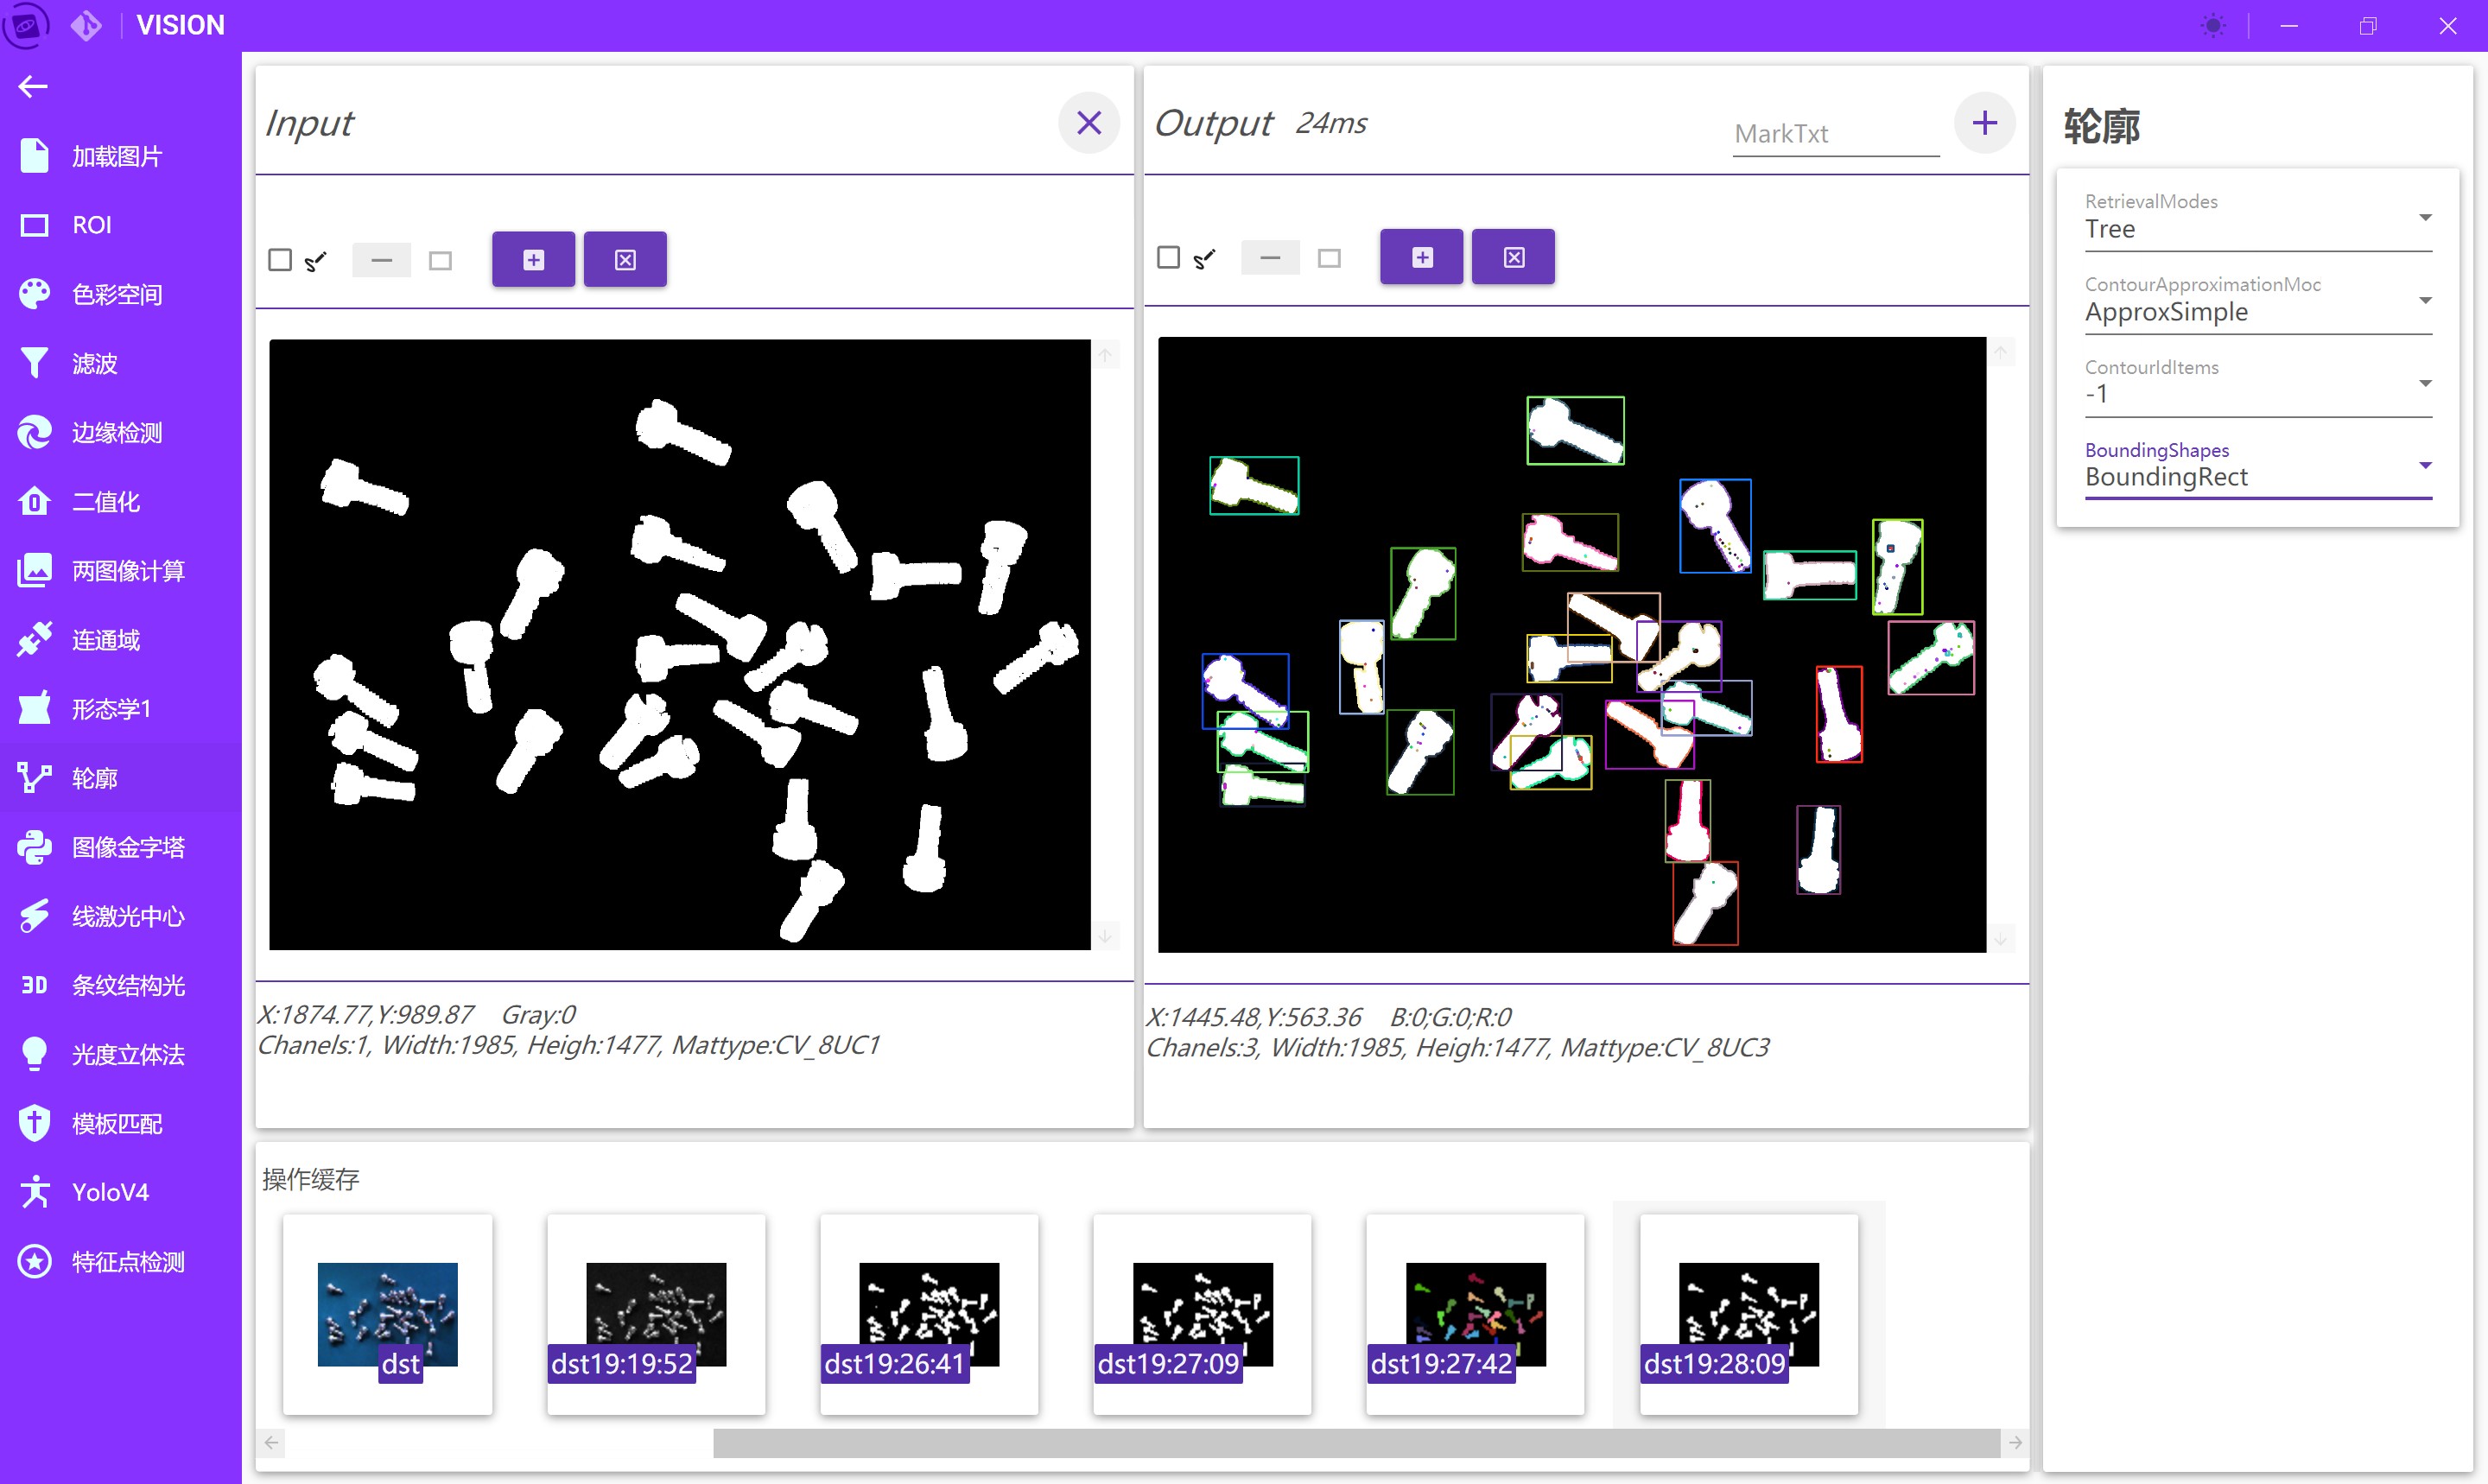 VISION
加载图片
ROI
色彩空间
滤波
边缘检测
二值化
两图像计算
连通域
形态学1
轮廓
图像金字塔
线激光中心
3D 条纹结构光
光度立体法
模板匹配
YoloV4
特征点检测
Input
X:1874.77,Y:989.87 Gray:0
Chanels:1, Width:1985, Heigh:1477, Mattype:CV_8UC1
Output 24ms
MarkTxt
X:1445.48,Y:563.36 B:0;G:0;R:0
Chanels:3, Width:1985, Heigh:1477, Mattype:CV_8UC3
操作缓存
dst
dst19:19:52
dst19:26:41
dst19:27:09
dst19:27:42
dst19:28:09
轮廓
RetrievalModes
Tree
ContourApproximationMoc
ApproxSimple
ContourIdItems
-1
BoundingShapes
BoundingRect